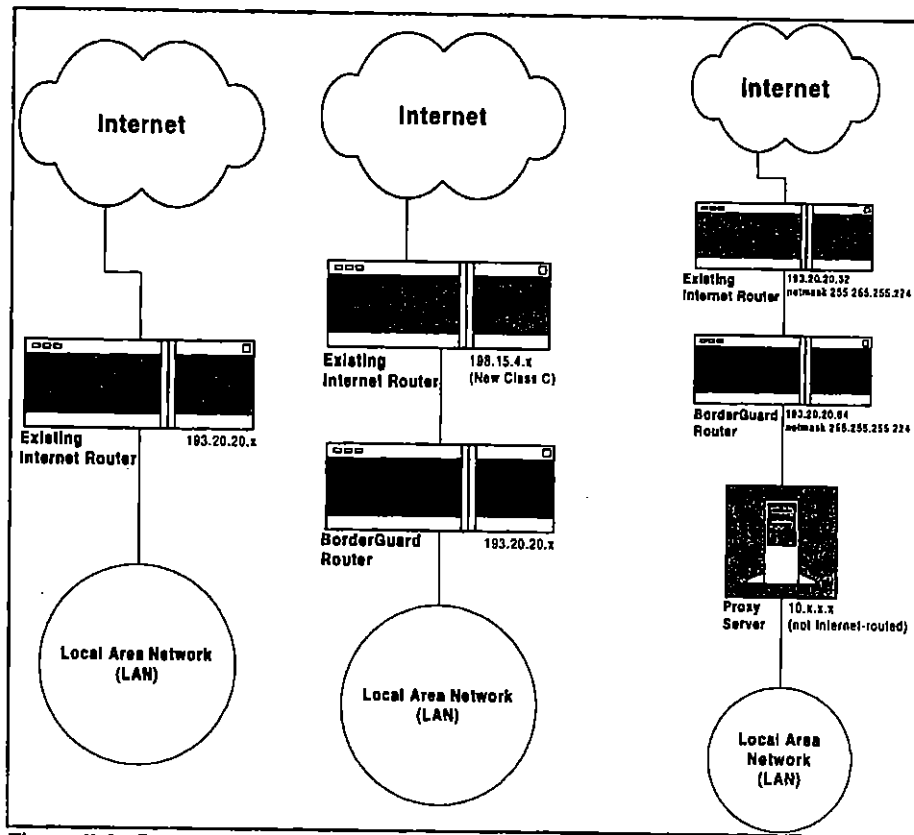 Internet
Existing
Internet Router
193.20.20.x
Local Area Network
(LAN)
Internet
Existing
Internet Router
198.15.4.x
(New Class C)
BorderGuard
Router
193.20.20.x
Local Area Network
(LAN)
Internet
Existing
Internet Router
193.20.20.32
netmask 255.255.255.224
BorderGuard
Router
193.20.20.64
netmask 255.255.255.224
Proxy
Server
10.x.x.x
(not Internet-routed)
Local Area
Network
(LAN)